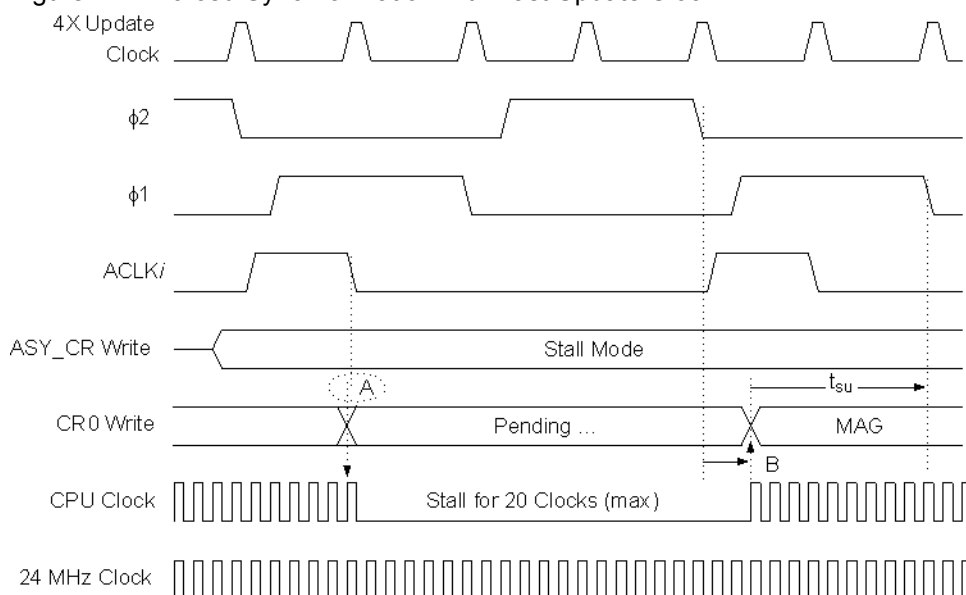 4X Update
Clock
ϕ2
ϕ1
ACLKi
ASY_CR Write
Stall Mode
A
tsu
CR0 Write
Pending ...
MAG
B
CPU Clock
Stall for 20 Clocks (max)
24 MHz Clock